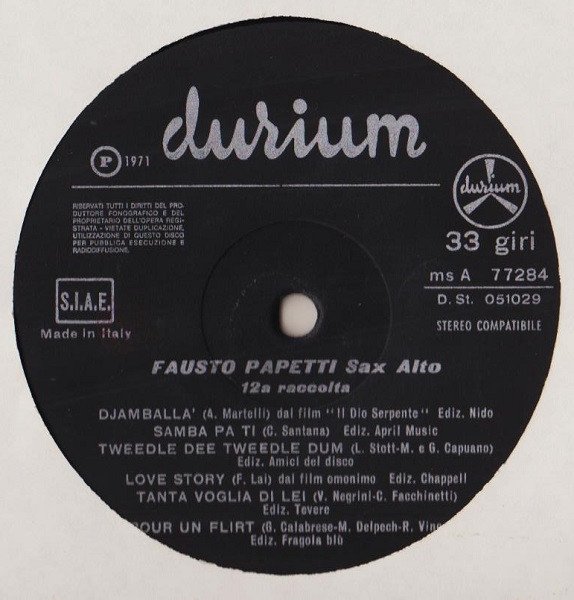 durium
P 1971
durium
RISERVATI TUTTI I DIRITTI DEL PRO-
DUTTORE FONOGRAFICO E DEL
PROPRIETARIO DELL'OPERA REGI-
STRATA - VIETATE DUPLICAZIONE,
UTILIZZAZIONE DI QUESTO DISCO
PER PUBBLICA ESECUZIONE E
RADIODIFFUSIONE.
33 giri
ms A 77284
S.I.A.E.
D. St. 051029
Made in Italy
STEREO COMPATIBILE
FAUSTO PAPETTI Sax Alto
12a raccolta
DJAMBALLA' (A. Martelli) dal film "Il Dio Serpente" Ediz. Nido
SAMBA PA TI (C. Santana) Ediz. April Music
TWEEDLE DEE TWEEDLE DUM (L. Stott-M. e G. Capuano)
Ediz. Amici del disco
LOVE STORY (F. Lai) dal film omonimo Ediz. Chappell
TANTA VOGLIA DI LEI (V. Negrini-C. Facchinetti)
Ediz. Tevere
POUR UN FLIRT (G. Calabrese-M. Delpech-R.
Ediz. Fragola blù